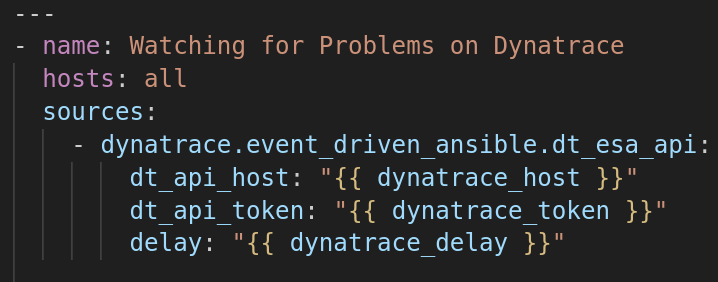 ---
- name: Watching for Problems on Dynatrace
  hosts: all
  sources:
    - dynatrace.event_driven_ansible.dt_esa_api:
        dt_api_host: "{{ dynatrace_host }}"
        dt_api_token: "{{ dynatrace_token }}"
        delay: "{{ dynatrace_delay }}"